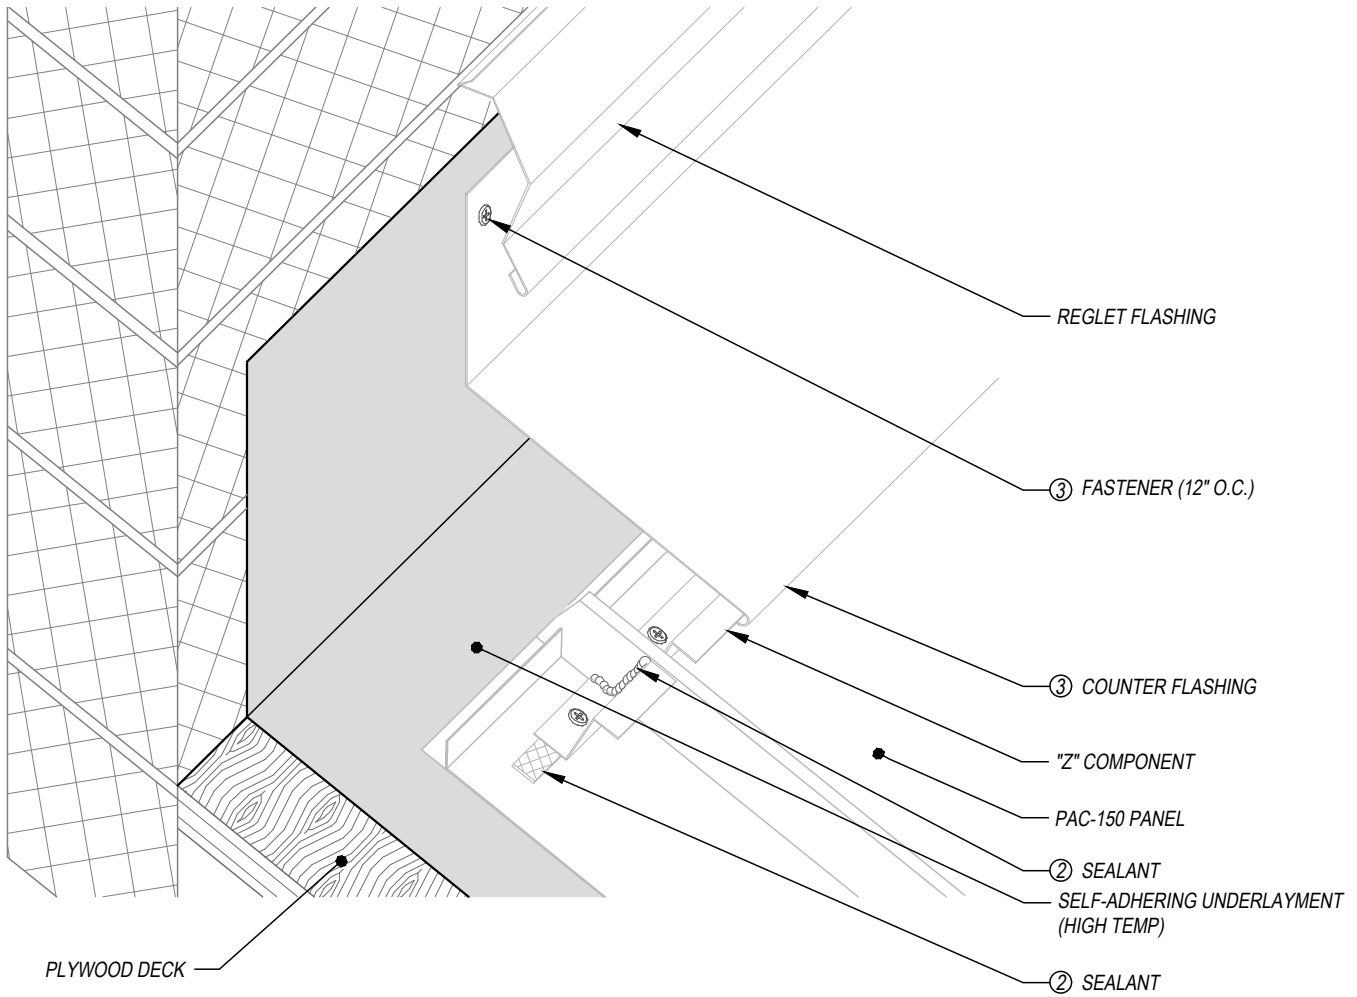 REGLET FLASHING
③ FASTENER (12" O.C.)
③ COUNTER FLASHING
"Z" COMPONENT
PAC-150 PANEL
② SEALANT
SELF-ADHERING UNDERLAYMENT
(HIGH TEMP)
PLYWOOD DECK
② SEALANT